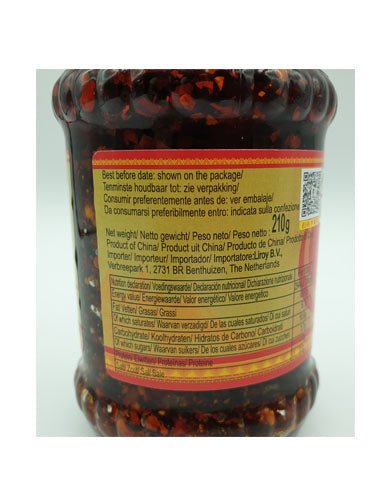 Best before date: shown on the package/
Tenminste houdbaar tot: zie verpakking/
Consumir preferentemente antes de: ver embalaje/
Da consumarsi preferibilmente entro: indicata sulla confezione
Net weight/ Netto gewicht/ Peso neto/ Peso netto : 210g
Product of China/ Product uit China/ Producto de China/
Importer/ Importeur/ Importador/ Importatore:Liroy B.V.,
Verbreepark 1, 2731 BR Benthuizen, The Netherlands
Nutrition declaration/ Voedingswaarde/ Declaración nutricional/ Dichiarazione nutrizionale
Energy value/ Energiewaarde/ Valor energético/ Valore energetico
Fat/ Vetten/ Grasas/ Grassi
Of which saturates/ Waarvan verzadigd/ De las cuales saturadas/ Di cui saturi
Carbohydrate/ Koolhydraten/ Hidratos de Carbono/ Carboidrati
Of which sugars/ Waarvan suikers/ De los cuales azúcares/ Di cui zuccheri
Protein/ Eiwitten/ Proteínas/ Proteine
Salt/ Zout/ Sal/ Sale